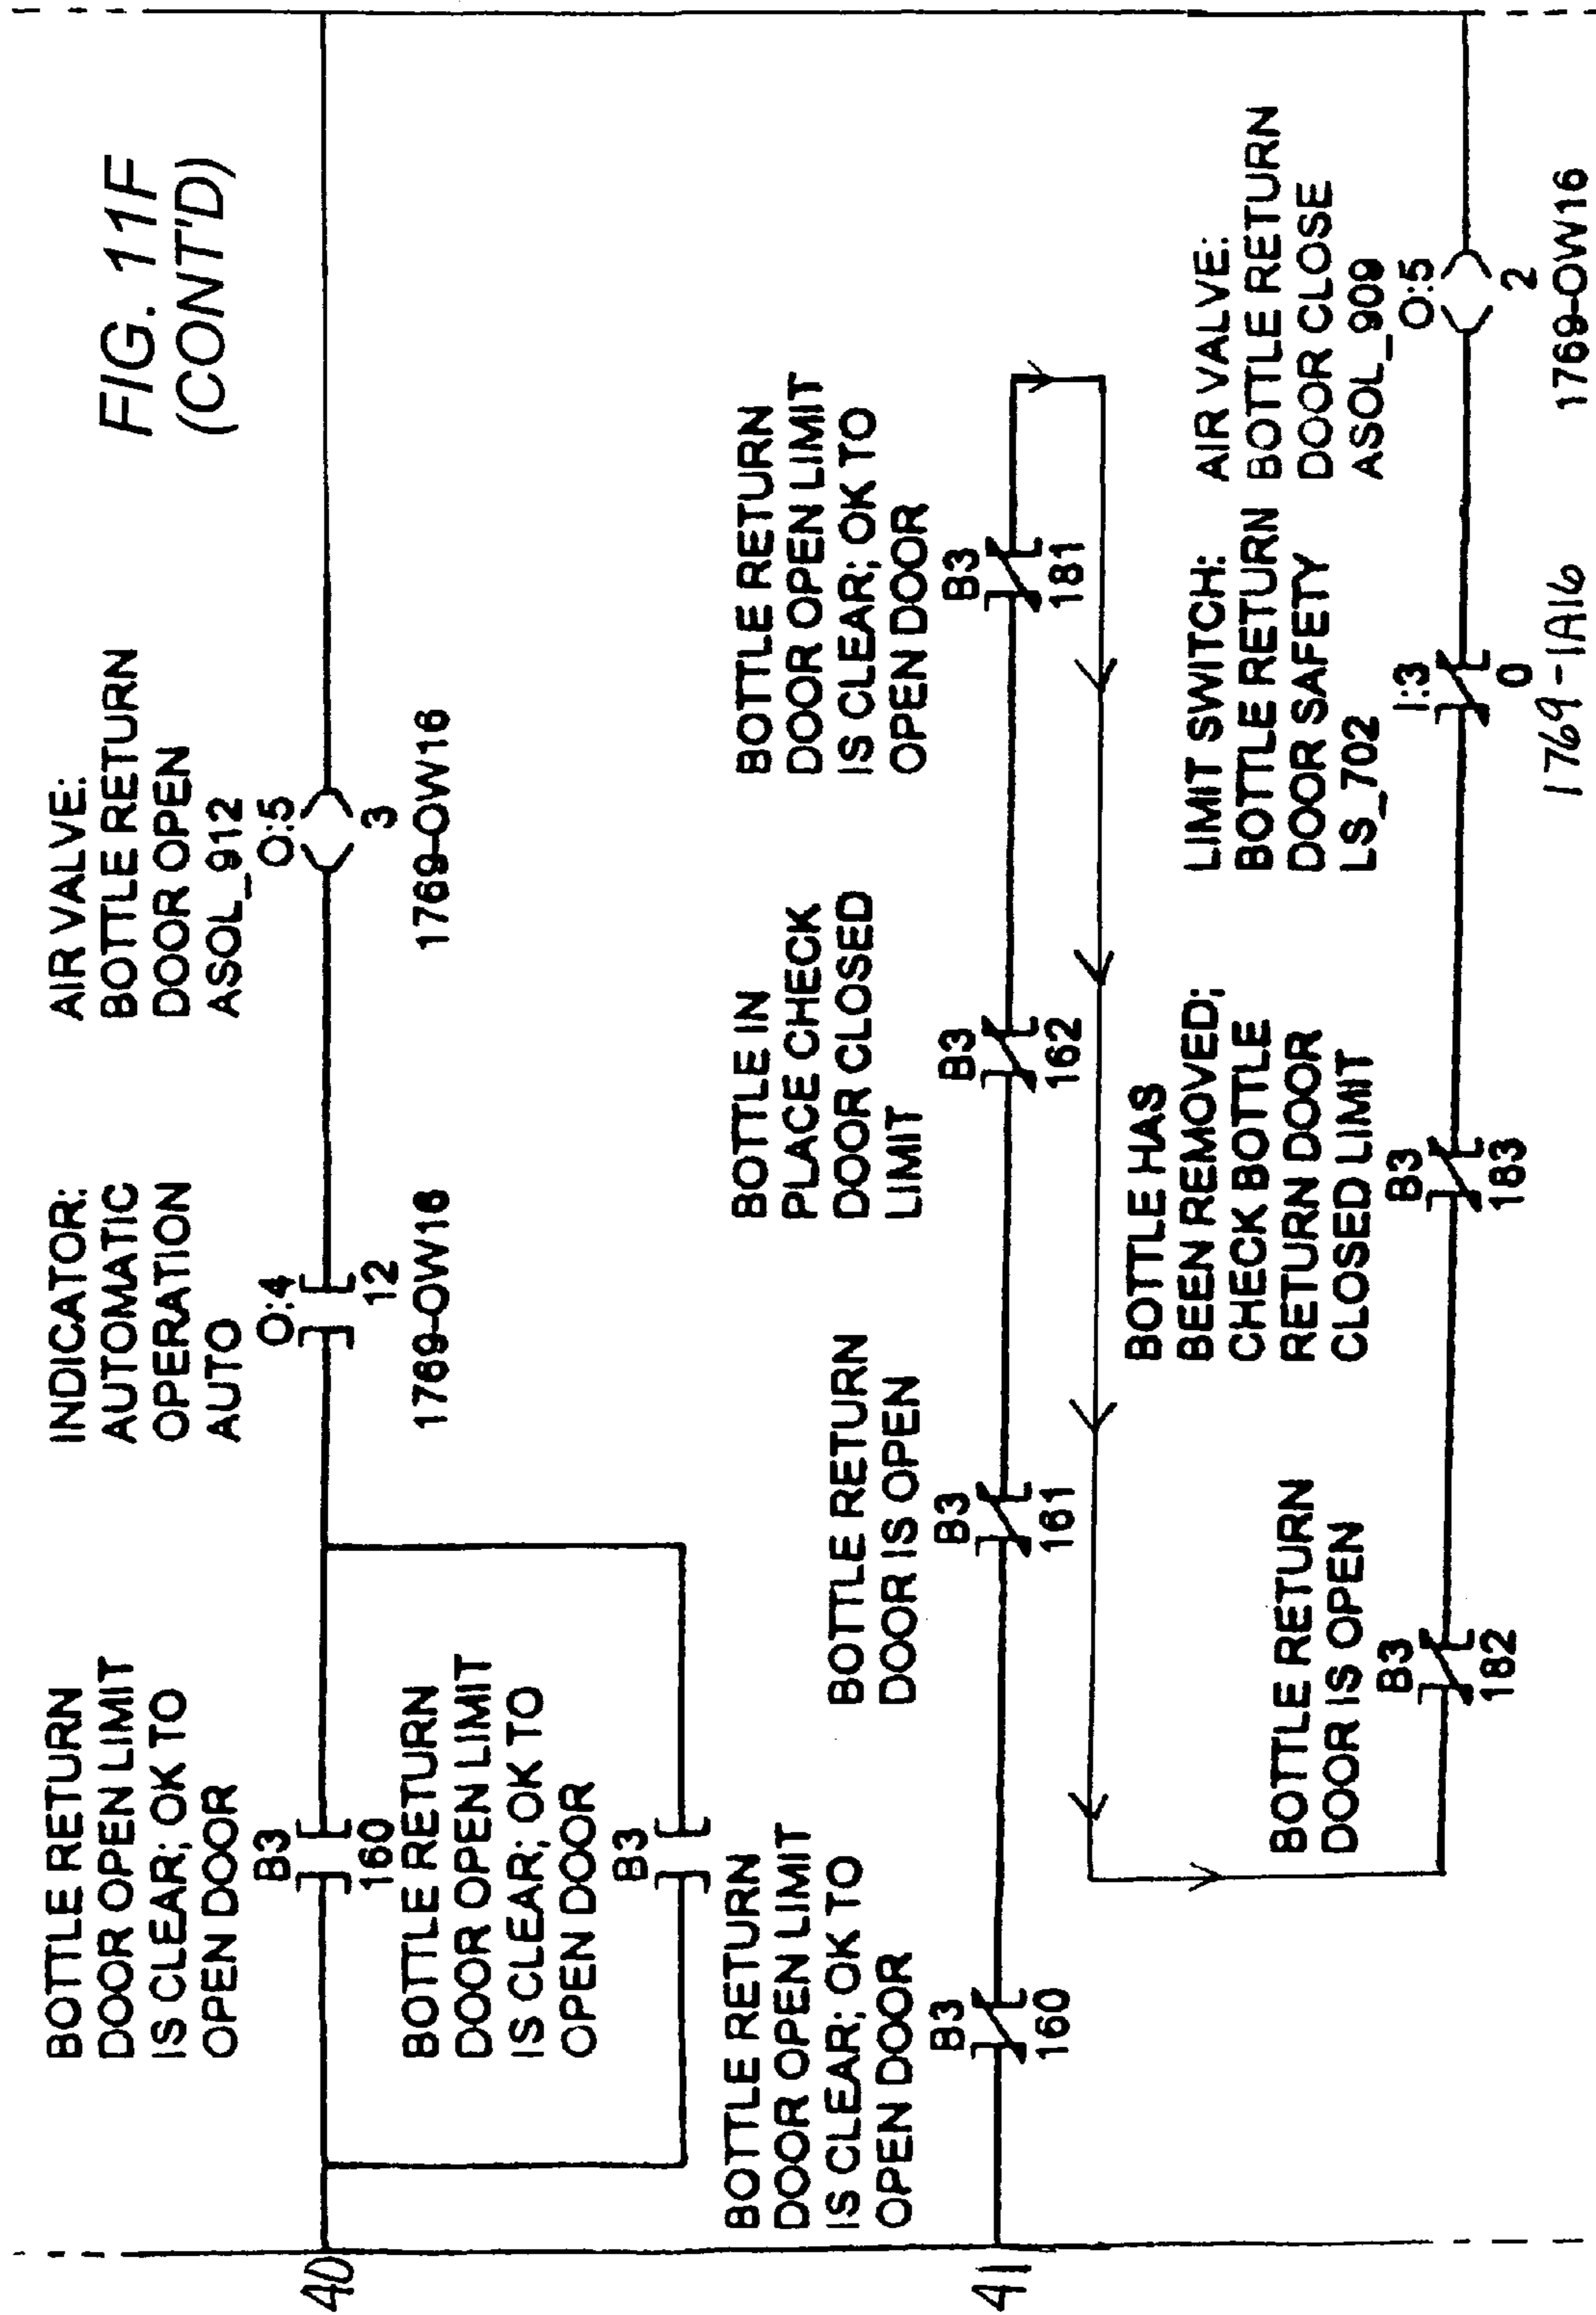 FIG. 11F
(CONT'D)
40
BOTTLE RETURN
DOOR OPEN LIMIT
IS CLEAR; OK TO
OPEN DOOR
B3
160
BOTTLE RETURN
DOOR OPEN LIMIT
IS CLEAR; OK TO
OPEN DOOR
B3
INDICATOR:
AUTOMATIC
OPERATION
AUTO
O:4
12
1769-OW16
AIR VALVE:
BOTTLE RETURN
DOOR OPEN
ASOL_912
O:5
3
1769-OW16
41
BOTTLE RETURN
DOOR OPEN LIMIT
IS CLEAR; OK TO
OPEN DOOR
B3
160
BOTTLE RETURN
DOOR IS OPEN
B3
161
BOTTLE IN
PLACE CHECK
DOOR CLOSED
LIMIT
B3
162
BOTTLE RETURN
DOOR OPEN LIMIT
IS CLEAR; OK TO
OPEN DOOR
B3
181
BOTTLE RETURN
DOOR IS OPEN
B3
182
BOTTLE HAS
BEEN REMOVED;
CHECK BOTTLE
RETURN DOOR
CLOSED LIMIT
B3
183
LIMIT SWITCH:
BOTTLE RETURN
DOOR SAFETY
LS_702
I:3
0
1769-1A16
AIR VALVE:
BOTTLE RETURN
DOOR CLOSE
ASOL_909
O:5
2
1769-OW16